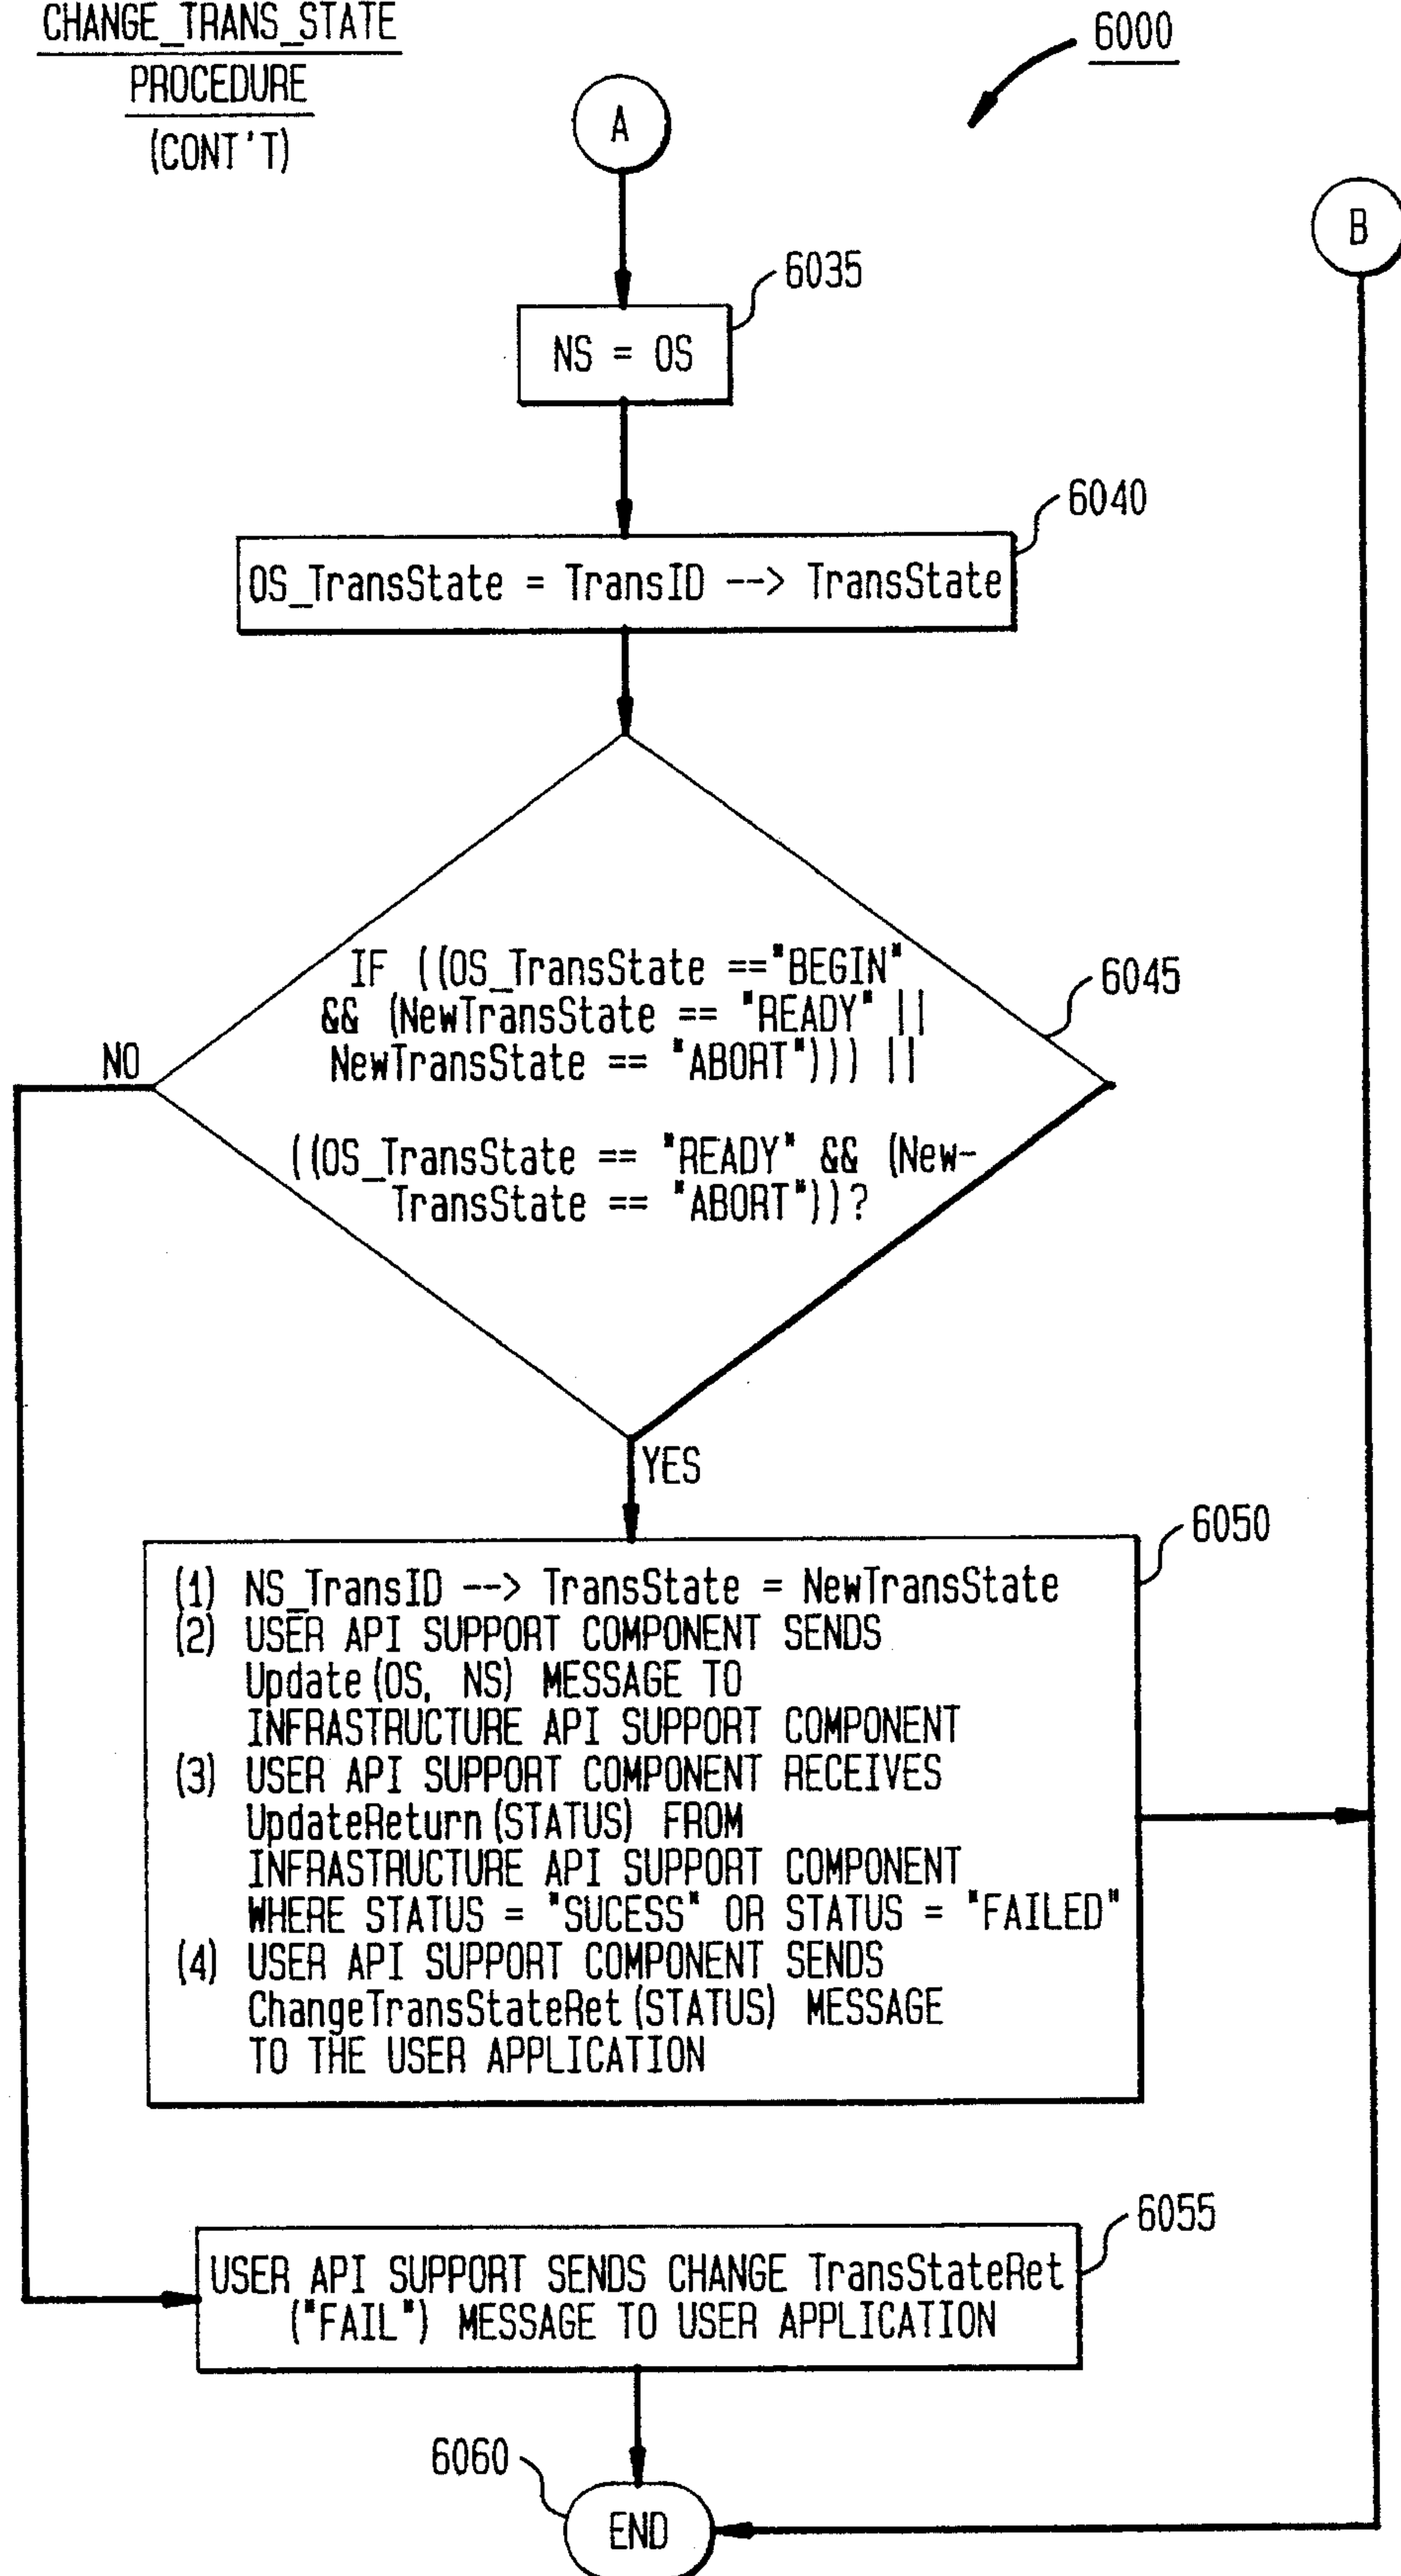 CHANGE_TRANS_STATE
PROCEDURE
(CONT'T)
6000
A
B
6035
NS = OS
6040
OS_TransState = TransID --> TransState
IF ((OS_TransState =="BEGIN"
&& (NewTransState == "READY" ||
NewTransState == "ABORT"))) ||
((OS_TransState == "READY" && (New-
TransState == "ABORT"))?
6045
NO
YES
6050
(1) NS_TransID --> TransState = NewTransState
(2) USER API SUPPORT COMPONENT SENDS
Update(OS, NS) MESSAGE TO
INFRASTRUCTURE API SUPPORT COMPONENT
(3) USER API SUPPORT COMPONENT RECEIVES
UpdateReturn(STATUS) FROM
INFRASTRUCTURE API SUPPORT COMPONENT
WHERE STATUS = "SUCESS" OR STATUS = "FAILED"
(4) USER API SUPPORT COMPONENT SENDS
ChangeTransStateRet(STATUS) MESSAGE
TO THE USER APPLICATION
6055
USER API SUPPORT SENDS CHANGE TransStateRet
("FAIL") MESSAGE TO USER APPLICATION
6060
END